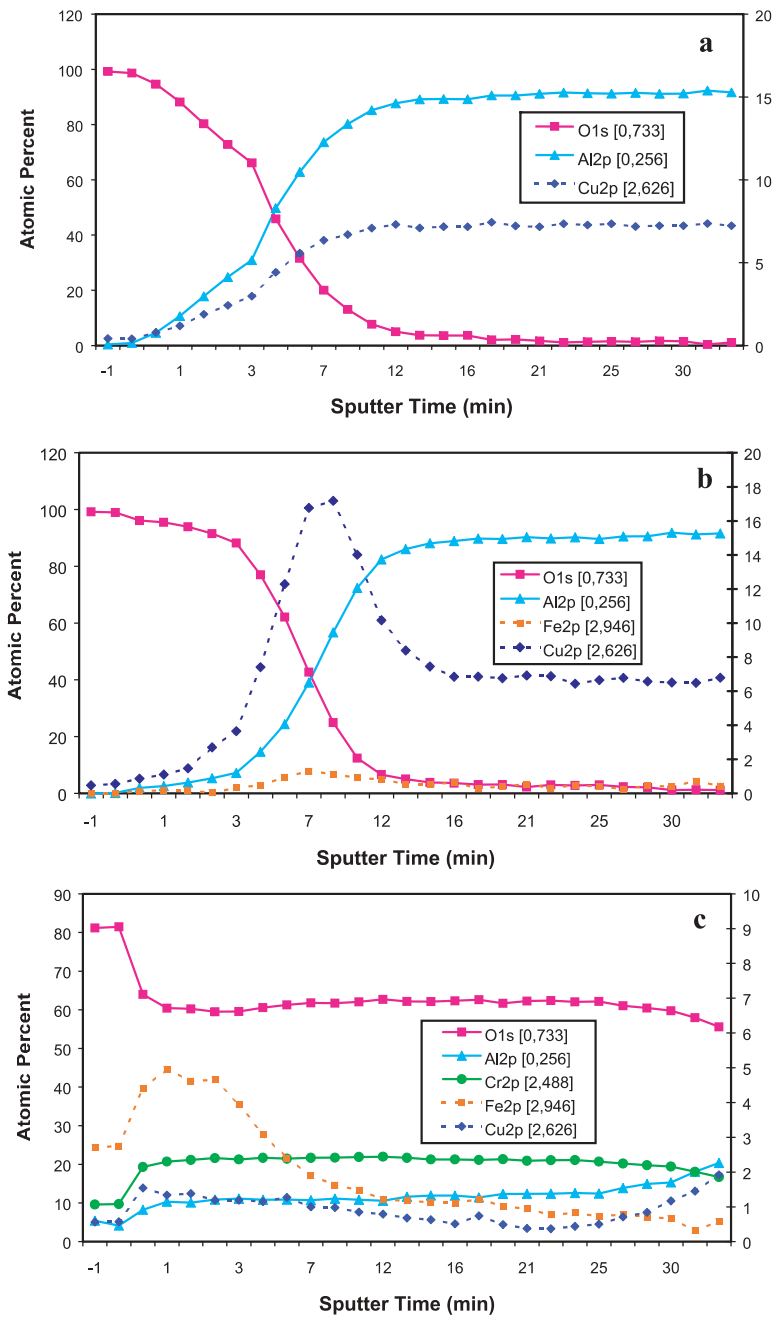 a
120
100
80
60
40
20
0
20
15
10
5
0
O1s [0,733]
Al2p [0,256]
Cu2p [2,626]
-1 1 3 7 12 16 21 25 30
Atomic Percent
Sputter Time (min)
b
120
100
80
60
40
20
0
20
18
16
14
12
10
8
6
4
2
0
O1s [0,733]
Al2p [0,256]
Fe2p [2,946]
Cu2p [2,626]
-1 1 3 7 12 16 21 25 30
Atomic Percent
Sputter Time (min)
c
90
80
70
60
50
40
30
20
10
0
10
9
8
7
6
5
4
3
2
1
0
O1s [0,733]
Al2p [0,256]
Cr2p [2,488]
Fe2p [2,946]
Cu2p [2,626]
-1 1 3 7 12 16 21 25 30
Atomic Percent
Sputter Time (min)